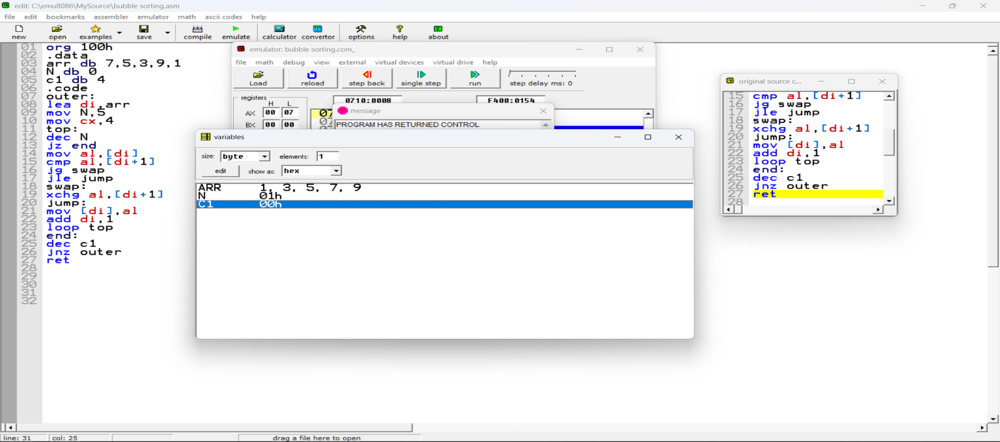 edit: C:\emu8086\MySource\bubble sorting.asm
file edit bookmarks assembler emulator math ascii codes help
new open examples save compile emulate calculator convertor options help about
01 org 100h
02 .data
03 arr db 7,5,3,9,1
04 N db 0
05 c1 db 4
06 .code
07 outer:
08 lea di,arr
09 mov N,5
10 mov cx,4
11 top:
12 dec N
13 jz end
14 mov al,[di]
15 cmp al,[di+1]
16 jg swap
17 jle jump
18 swap:
19 xchg al,[di+1]
20 jump:
21 mov [di],al
22 add di,1
23 loop top
24 end:
25 dec c1
26 jnz outer
27 ret
28
29
30
31
32
emulator: bubble sorting.com_
file math debug view external virtual devices virtual drive help
Load reload step back single step run step delay ms: 0
registers
H L
0710:0008 F400:0154
AX 00 07
BX 00 00
message
PROGRAM HAS RETURNED CONTROL
variables
size: byte elements: 1
edit show as: hex
ARR 1, 3, 5, 7, 9
N 01h
C1 00h
original source c...
15 cmp al,[di+1]
16 jg swap
17 jle jump
18 swap:
19 xchg al,[di+1]
20 jump:
21 mov [di],al
22 add di,1
23 loop top
24 end:
25 dec c1
26 jnz outer
27 ret
28
line: 31 col: 25 drag a file here to open